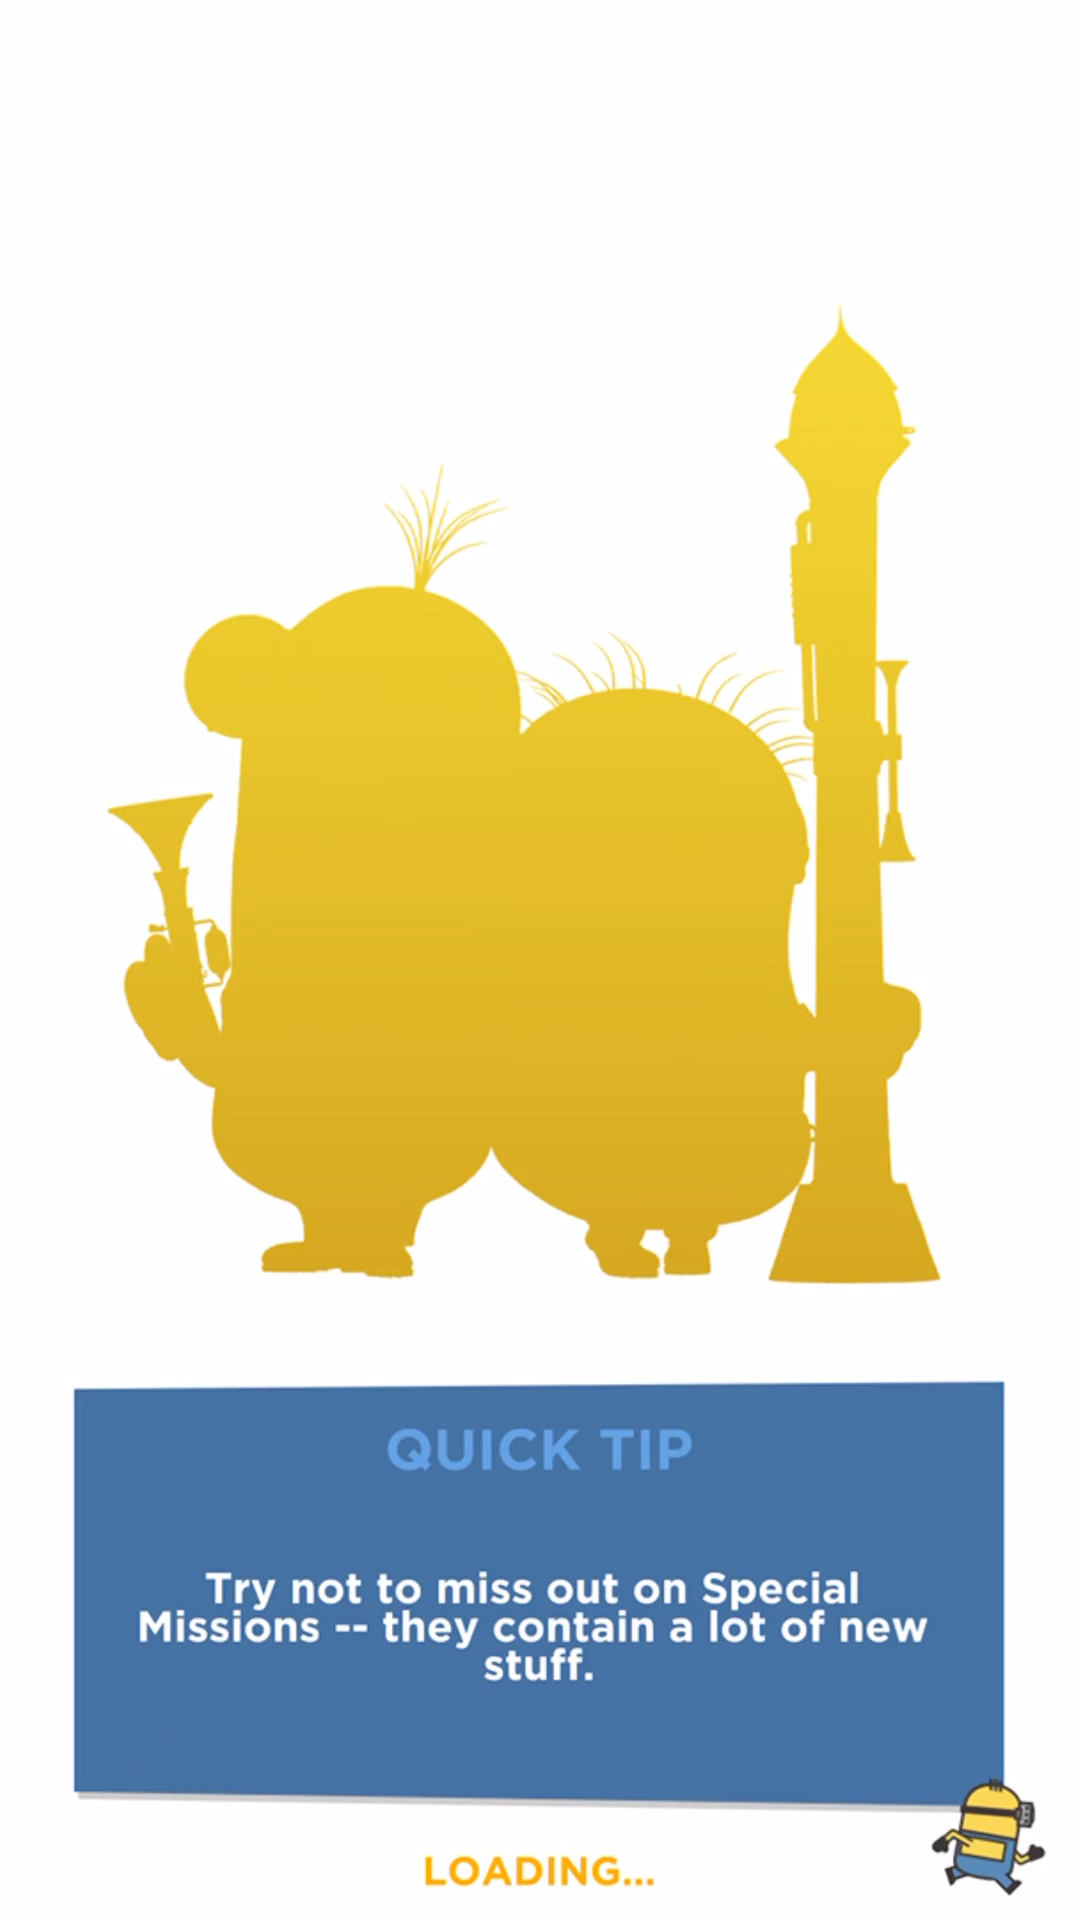 QUICK TIP
Try not to miss out on Special
Missions -- they contain a lot of new
stuff.
LOADING...